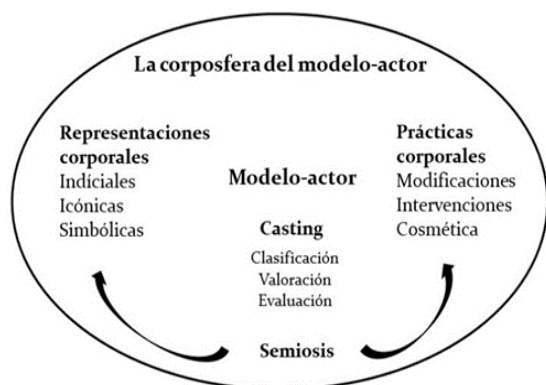 La corposfera del modelo-actor
Representaciones
corporales
Indíciales
Icónicas
Simbólicas
Modelo-actor
Casting
Clasificación
Valoración
Evaluación
Prácticas
corporales
Modificaciones
Intervenciones
Cosmética
Semiosis